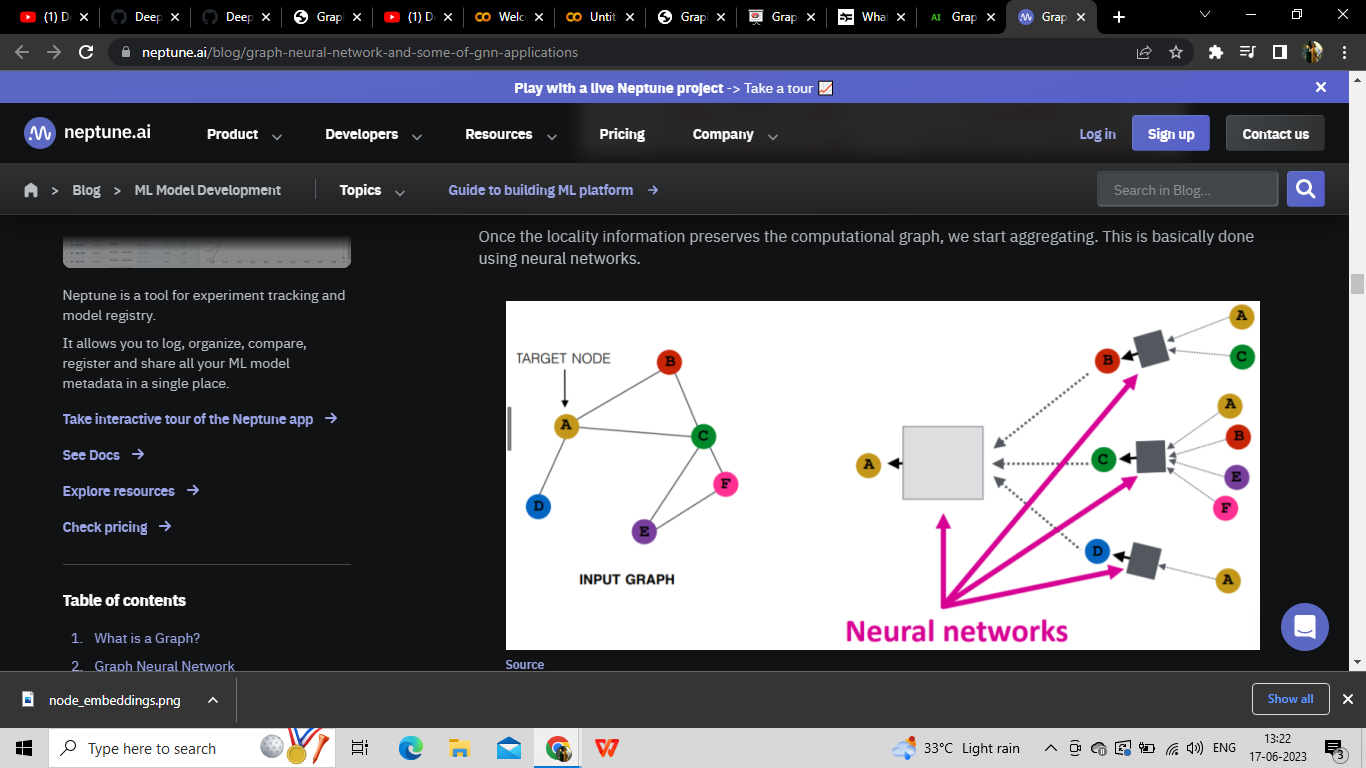 (1) D
Deep
Deep
Grap
(1) D
Welc
Untit
Grap
Grap
Wha
Grap
Grap
neptune.ai/blog/graph-neural-network-and-some-of-gnn-applications
Play with a live Neptune project -> Take a tour
neptune.ai
Product
Developers
Resources
Pricing
Company
Log in
Sign up
Contact us
> Blog > ML Model Development
Topics
Guide to building ML platform →
Search in Blog...
Neptune is a tool for experiment tracking and
model registry.
It allows you to log, organize, compare,
register and share all your ML model
metadata in a single place.
Take interactive tour of the Neptune app →
See Docs →
Explore resources →
Check pricing →
Table of contents
1. What is a Graph?
2. Graph Neural Network
Once the locality information preserves the computational graph, we start aggregating. This is basically done
using neural networks.
TARGET NODE
B
A
C
F
D
E
INPUT GRAPH
A
B
C
D
A
C
A
B
E
F
A
Neural networks
Source
node_embeddings.png
Show all
Type here to search
33°C Light rain
ENG
13:22
17-06-2023
3